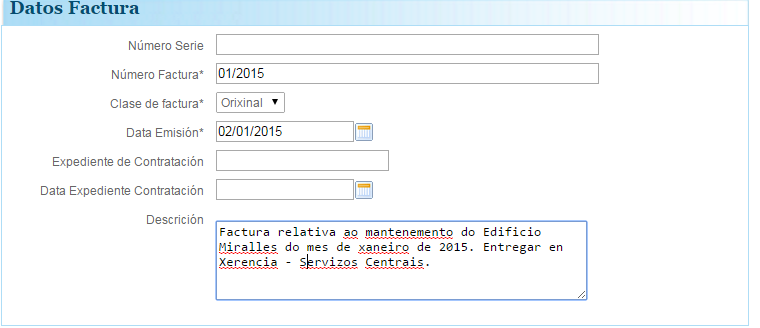 Datos Factura
Número Serie
Número Factura* 01/2015
Clase de factura* Orixinal
Data Emisión* 02/01/2015
Expediente de Contratación
Data Expediente Contratación
Descrición
Factura relativa ao mantenemento do Edificio
Miralles do mes de xaneiro de 2015. Entregar en
Xerencia - Servizos Centrais.